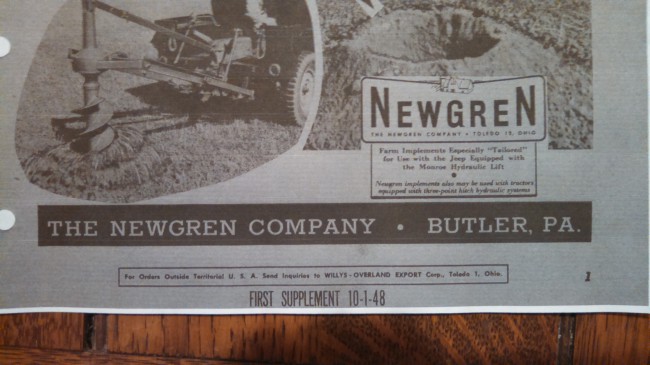 NEWGREN
THE NEWGREN COMPANY • TOLEDO 12, OHIO
Farm Implements Especially "Tailored"
for Use with the Jeep Equipped with
the Monroe Hydraulic Lift
•
Newgren implements also may be used with tractors
equipped with three-point hitch hydraulic systems
THE NEWGREN COMPANY • BUTLER, PA.
For Orders Outside Territorial U. S. A. Send Inquiries to WILLYS-OVERLAND EXPORT Corp., Toledo 1, Ohio.
1
FIRST SUPPLEMENT 10-1-48